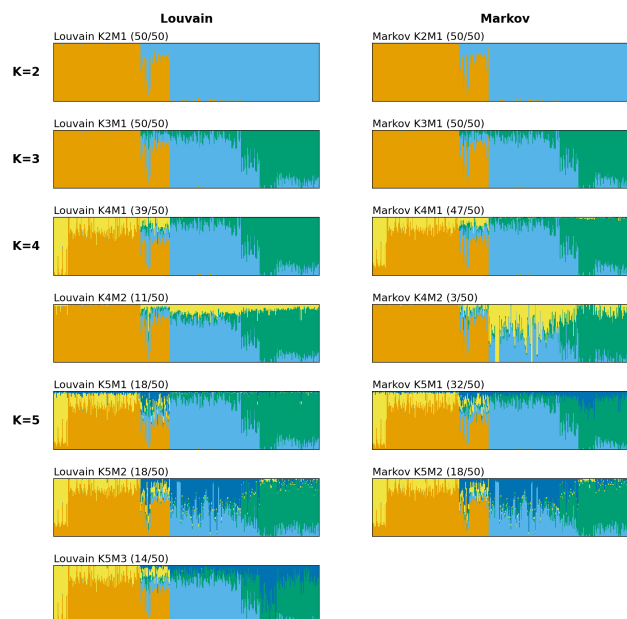 Louvain Markov
Louvain K2M1 (50/50) Markov K2M1 (50/50)
K=2
Louvain K3M1 (50/50) Markov K3M1 (50/50)
K=3
Louvain K4M1 (39/50) Markov K4M1 (47/50)
K=4
Louvain K4M2 (11/50) Markov K4M2 (3/50)
Louvain K5M1 (18/50) Markov K5M1 (32/50)
K=5
Louvain K5M2 (18/50) Markov K5M2 (18/50)
Louvain K5M3 (14/50)